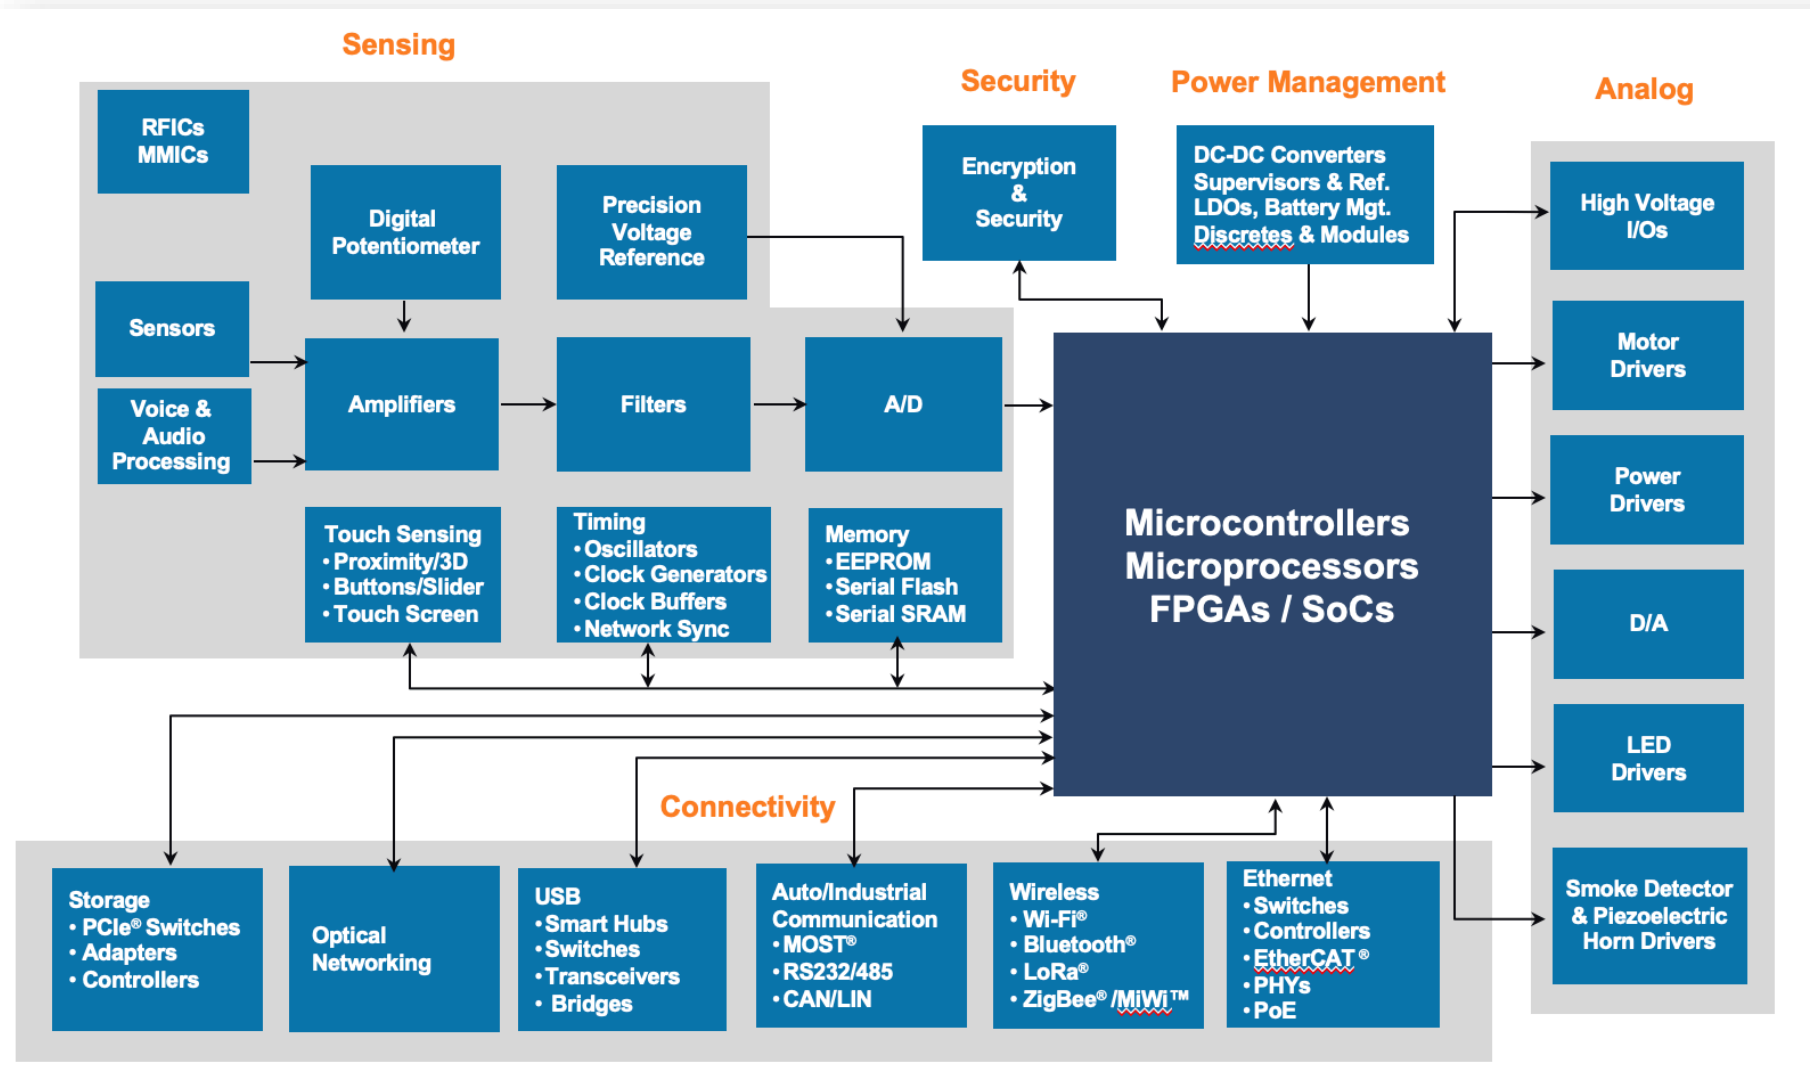 Sensing
Security
Power Management
Analog
RFICs
MMICs
Digital
Potentiometer
Precision
Voltage
Reference
Encryption
&
Security
DC-DC Converters
Supervisors & Ref.
LDOs, Battery Mgt.
Discretes & Modules
High Voltage
I/Os
Sensors
Voice &
Audio
Processing
Amplifiers
Filters
A/D
Motor
Drivers
Power
Drivers
Touch Sensing
• Proximity/3D
• Buttons/Slider
• Touch Screen
Timing
• Oscillators
• Clock Generators
• Clock Buffers
• Network Sync
Memory
• EEPROM
• Serial Flash
• Serial SRAM
Microcontrollers
Microprocessors
FPGAs / SoCs
D/A
LED
Drivers
Connectivity
Storage
• PCIe® Switches
• Adapters
• Controllers
Optical
Networking
USB
• Smart Hubs
• Switches
• Transceivers
• Bridges
Auto/Industrial
Communication
• MOST®
• RS232/485
• CAN/LIN
Wireless
• Wi-Fi®
• Bluetooth®
• LoRa®
• ZigBee® /MiWi™
Ethernet
• Switches
• Controllers
• EtherCAT ®
• PHYs
• PoE
Smoke Detector
& Piezoelectric
Horn Drivers